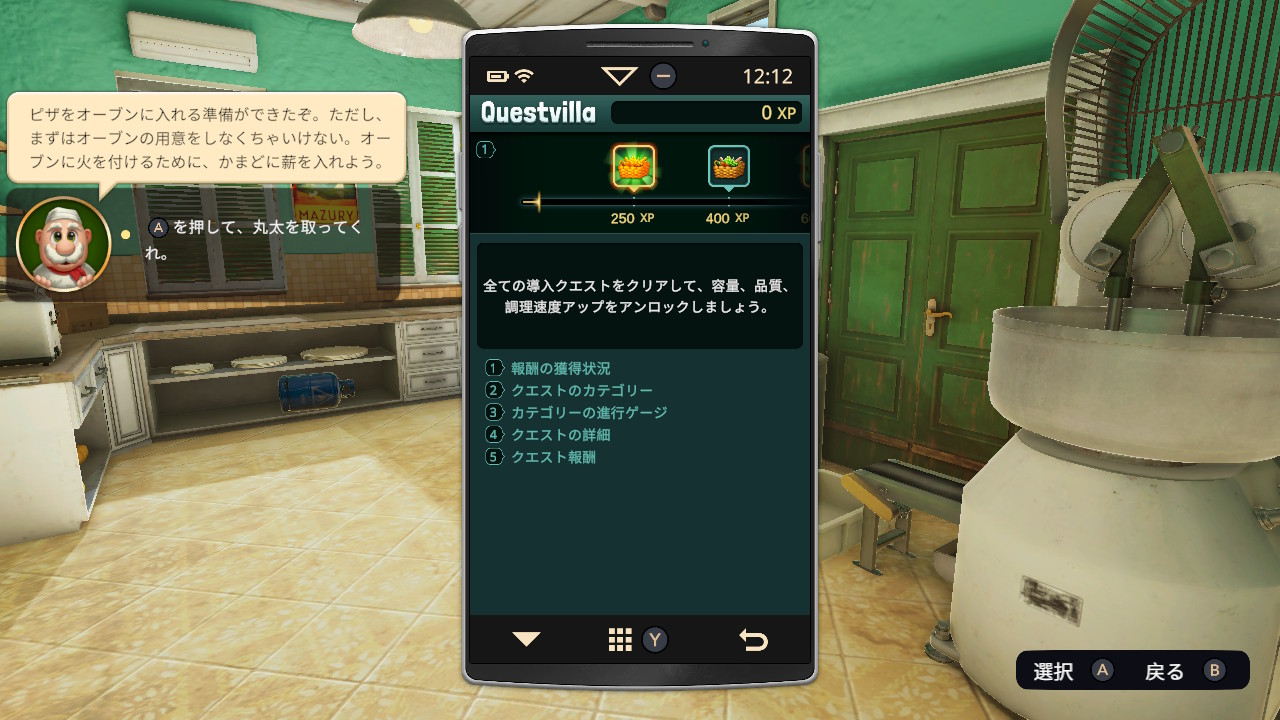 ピザをオーブンに入れる準備ができたぞ。ただし、
まずはオーブンの用意をしなくちゃいけない。オー
ブンに火を付けるために、かまどに薪を入れよう。
Ⓐを押して、丸太を取ってく
れ。
MAZURY
12:12
Questvilla
0 XP
1
250 XP
400 XP
全ての導入クエストをクリアして、容量、品質、
調理速度アップをアンロックしましょう。
1 報酬の獲得状況
2 クエストのカテゴリー
3 カテゴリーの進行ゲージ
4 クエストの詳細
5 クエスト報酬
Y
選択 A 戻る B